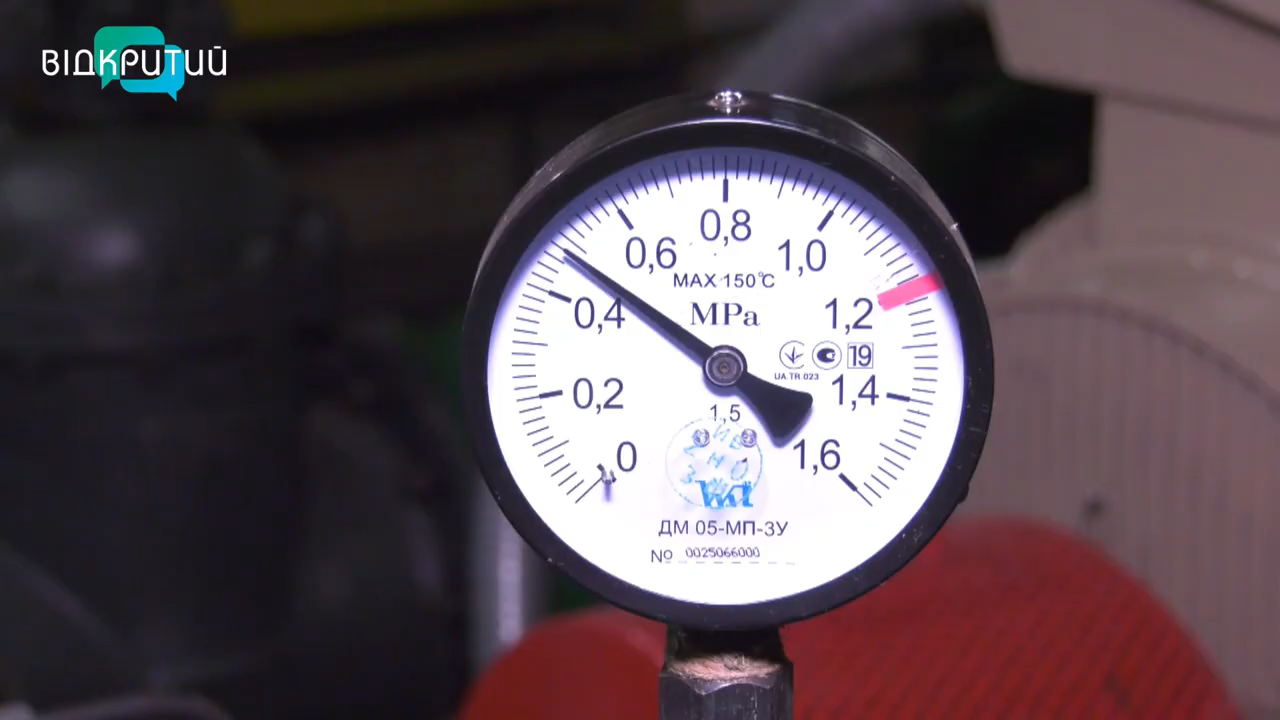 ВІДКРИТИЙ
0,8
0,6
1,0
MAX 150°C
0,4
MPa
1,2
19
UA.TR.023
0,2
1,4
1,5
0
1,6
ДМ 05-МП-3У
№ 0025066000